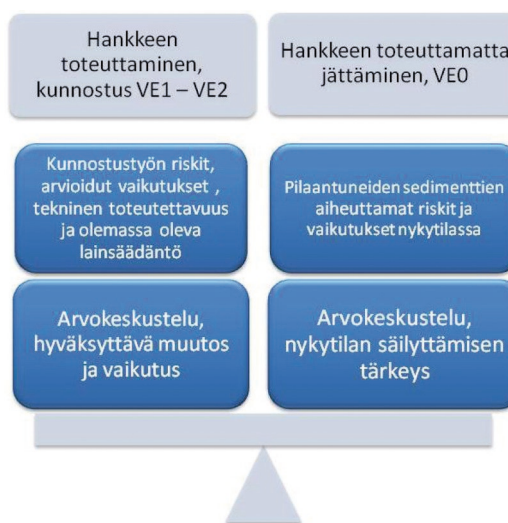 Hankkeen
toteuttaminen,
kunnostus VE1 – VE2
Hankkeen toteuttamatta
jättäminen, VE0
Kunnostustyön riskit,
arvioidut vaikutukset ,
tekninen toteutettavuus
ja olemassa oleva
lainsäädäntö
Pilaantuneiden sedimenttien
aiheuttamat riskit ja
vaikutukset nykytilassa
Arvokeskustelu,
hyväksyttävä muutos
ja vaikutus
Arvokeskustelu,
nykytilan säilyttämisen
tärkeys